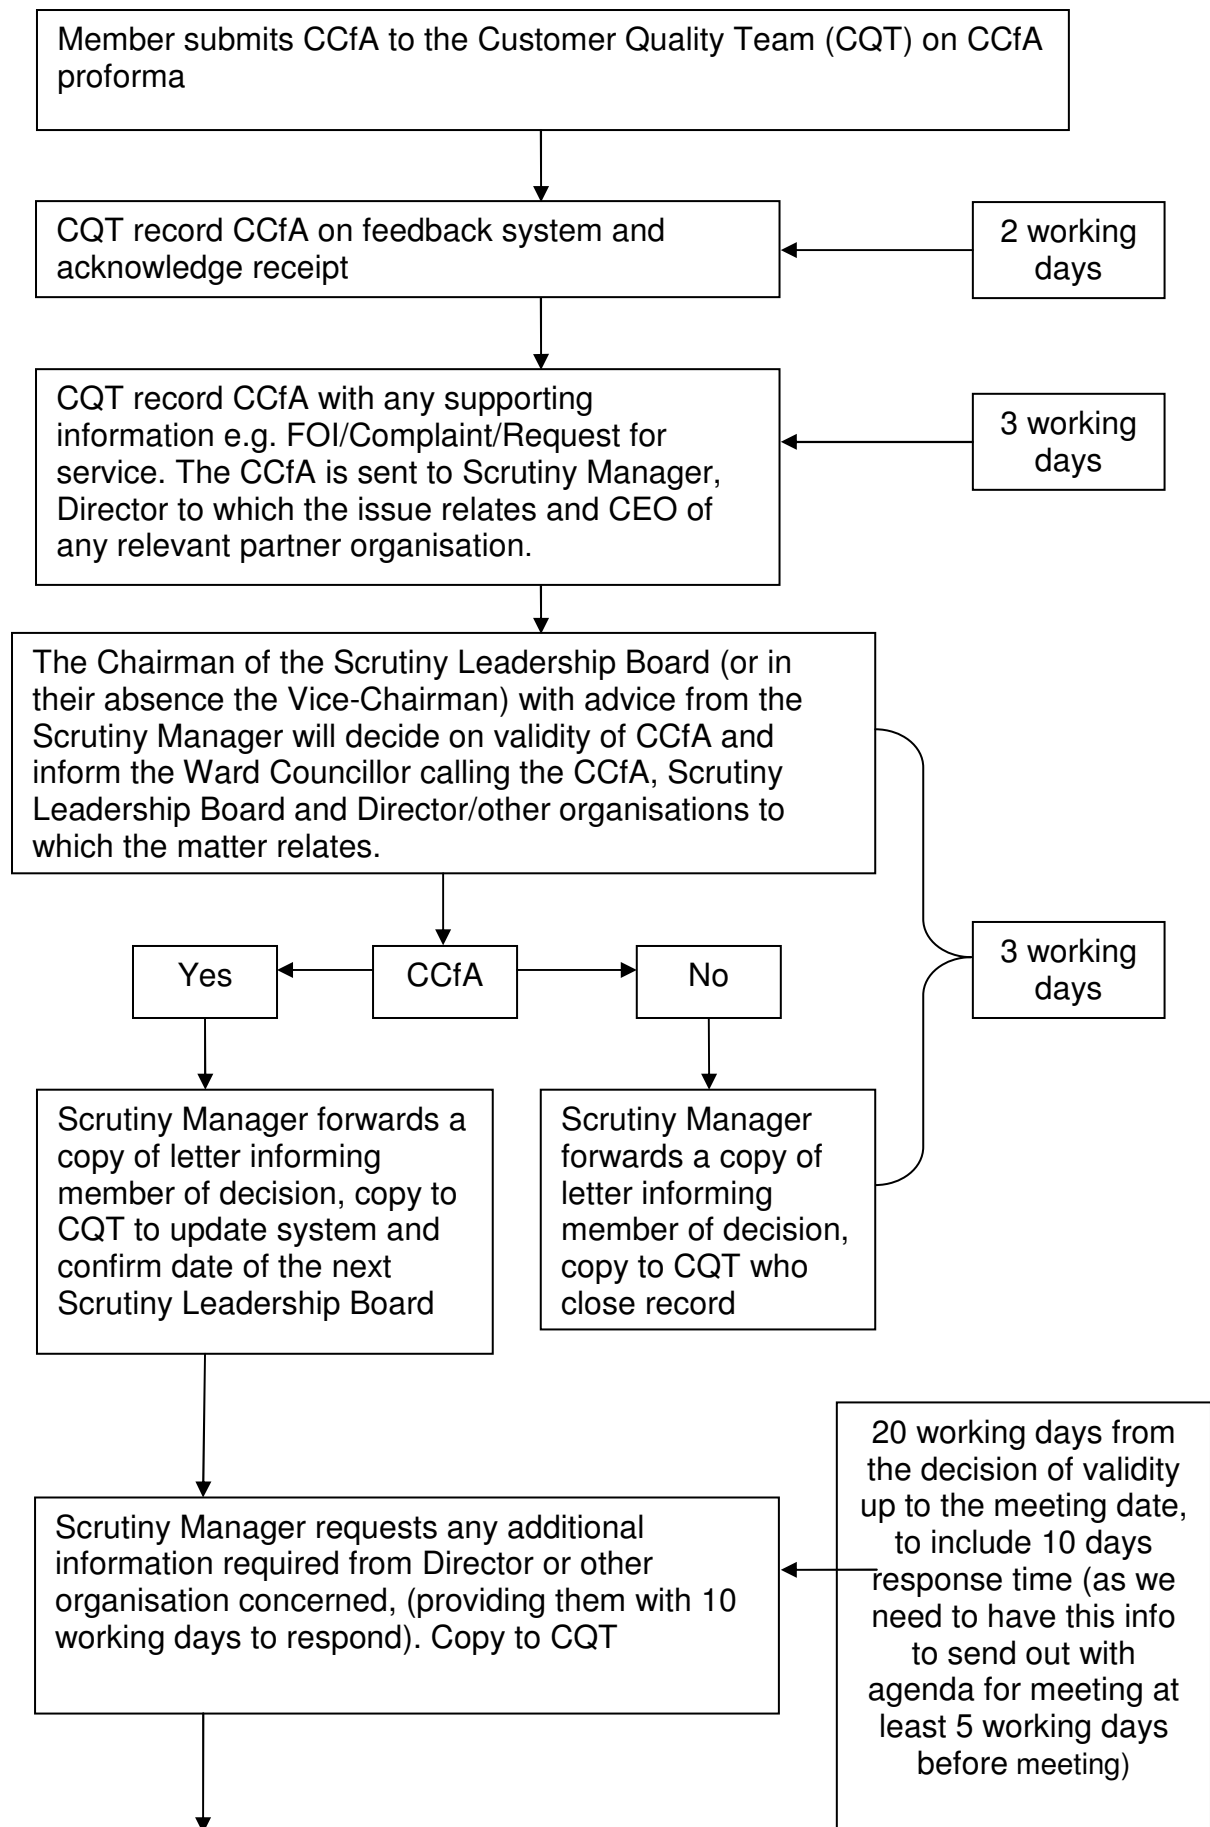 Member submits CCfA to the Customer Quality Team (CQT) on CCfA
proforma
CQT record CCfA on feedback system and
acknowledge receipt
2 working
days
CQT record CCfA with any supporting
information e.g. FOI/Complaint/Request for
service. The CCfA is sent to Scrutiny Manager,
Director to which the issue relates and CEO of
any relevant partner organisation.
3 working
days
The Chairman of the Scrutiny Leadership Board (or in
their absence the Vice-Chairman) with advice from the
Scrutiny Manager will decide on validity of CCfA and
inform the Ward Councillor calling the CCfA, Scrutiny
Leadership Board and Director/other organisations to
which the matter relates.
3 working
days
Yes
CCfA
No
Scrutiny Manager forwards a
copy of letter informing
member of decision, copy to
CQT to update system and
confirm date of the next
Scrutiny Leadership Board
Scrutiny Manager
forwards a copy of
letter informing
member of decision,
copy to CQT who
close record
Scrutiny Manager requests any additional
information required from Director or other
organisation concerned, (providing them with 10
working days to respond). Copy to CQT
20 working days from
the decision of validity
up to the meeting date,
to include 10 days
response time (as we
need to have this info
to send out with
agenda for meeting at
least 5 working days
before meeting)